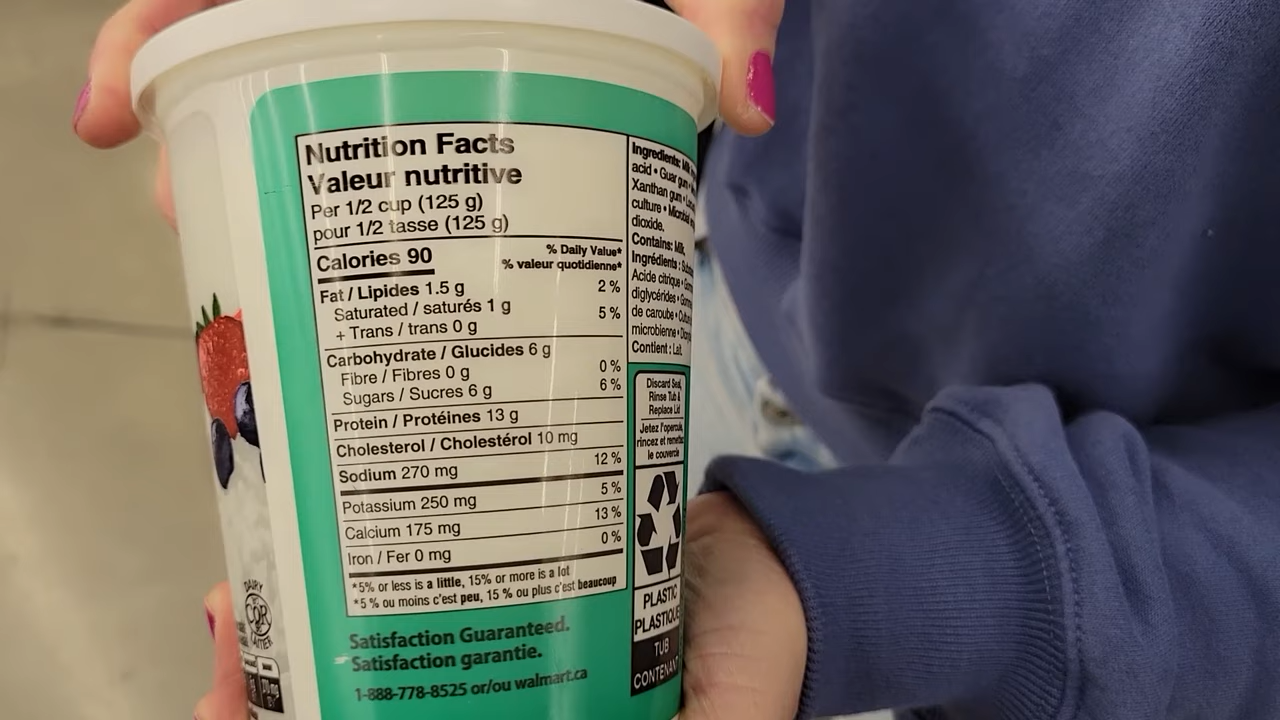 Nutrition Facts
Valeur nutritive
Per 1/2 cup (125 g)
pour 1/2 tasse (125 g)
Calories 90
% Daily Value*
% valeur quotidienne*
Fat / Lipides 1.5 g 2 %
Saturated / saturés 1 g 5 %
+ Trans / trans 0 g
Carbohydrate / Glucides 6 g
Fibre / Fibres 0 g 0 %
Sugars / Sucres 6 g 6 %
Protein / Protéines 13 g
Cholesterol / Cholestérol 10 mg
Sodium 270 mg 12 %
Potassium 250 mg 5 %
Calcium 175 mg 13 %
Iron / Fer 0 mg 0 %
*5% or less is a little, 15% or more is a lot
*5 % ou moins c'est peu, 15 % ou plus c'est beaucoup
Satisfaction Guaranteed.
Satisfaction garantie.
1-888-778-8525 or/ou walmart.ca
Ingredients: Milk
acid • Guar gum •
Xanthan gum •
culture • Microbial
dioxide.
Contains: Milk.
Ingrédients :
Acide citrique •
diglycérides •
de caroube •
microbienne •
Contient : Lait.
Discard Seal,
Rinse Tub &
Replace Lid
Jetez l'opercule,
rincez et remettez
le couvercle
PLASTIC
PLASTIQUE
TUB
CONTENANT
DAIRY
COR